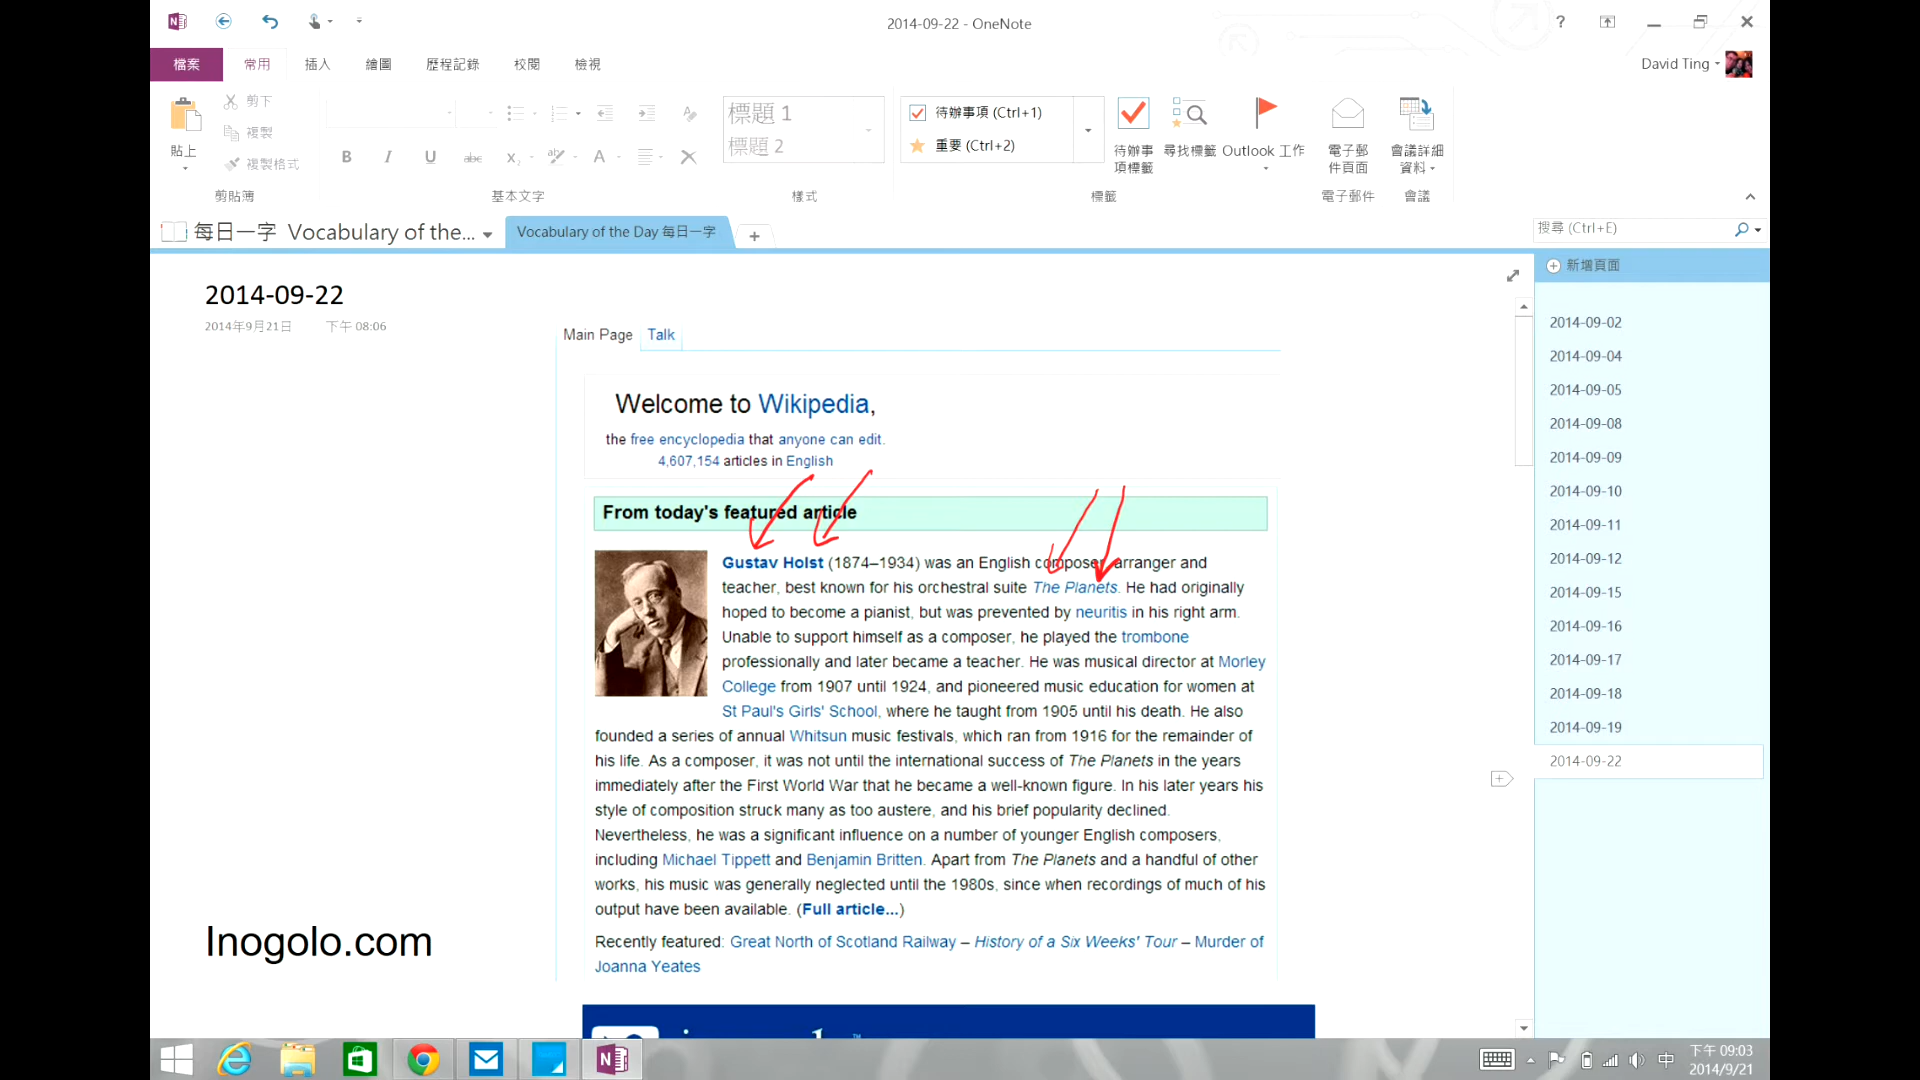 2014-09-22 - OneNote
?
檔案 常用 插入 繪圖 歷程記錄 校閱 檢視
David Ting
貼上
剪下
複製
複製格式
剪貼簿
B I U abc X₂ A
基本文字
標題 1
標題 2
樣式
待辦事項 (Ctrl+1)
重要 (Ctrl+2)
待辦事
項標籤
尋找標籤
Outlook 工作
標籤
電子郵
件頁面
電子郵件
會議詳細
資料
會議
每日一字 Vocabulary of the...
Vocabulary of the Day 每日一字
搜尋 (Ctrl+E)
新增頁面
2014-09-02
2014-09-04
2014-09-05
2014-09-08
2014-09-09
2014-09-10
2014-09-11
2014-09-12
2014-09-15
2014-09-16
2014-09-17
2014-09-18
2014-09-19
2014-09-22
2014-09-22
2014年9月21日 下午 08:06
Main Page Talk
Welcome to Wikipedia,
the free encyclopedia that anyone can edit.
4,607,154 articles in English
From today's featured article
Gustav Holst (1874–1934) was an English composer, arranger and
teacher, best known for his orchestral suite The Planets. He had originally
hoped to become a pianist, but was prevented by neuritis in his right arm.
Unable to support himself as a composer, he played the trombone
professionally and later became a teacher. He was musical director at Morley
College from 1907 until 1924, and pioneered music education for women at
St Paul's Girls' School, where he taught from 1905 until his death. He also
founded a series of annual Whitsun music festivals, which ran from 1916 for the remainder of
his life. As a composer, it was not until the international success of The Planets in the years
immediately after the First World War that he became a well-known figure. In his later years his
style of composition struck many as too austere, and his brief popularity declined.
Nevertheless, he was a significant influence on a number of younger English composers,
including Michael Tippett and Benjamin Britten. Apart from The Planets and a handful of other
works, his music was generally neglected until the 1980s, since when recordings of much of his
output have been available. (Full article...)
Recently featured: Great North of Scotland Railway – History of a Six Weeks' Tour – Murder of
Joanna Yeates
Inogolo.com
中
下午 09:03
2014/9/21